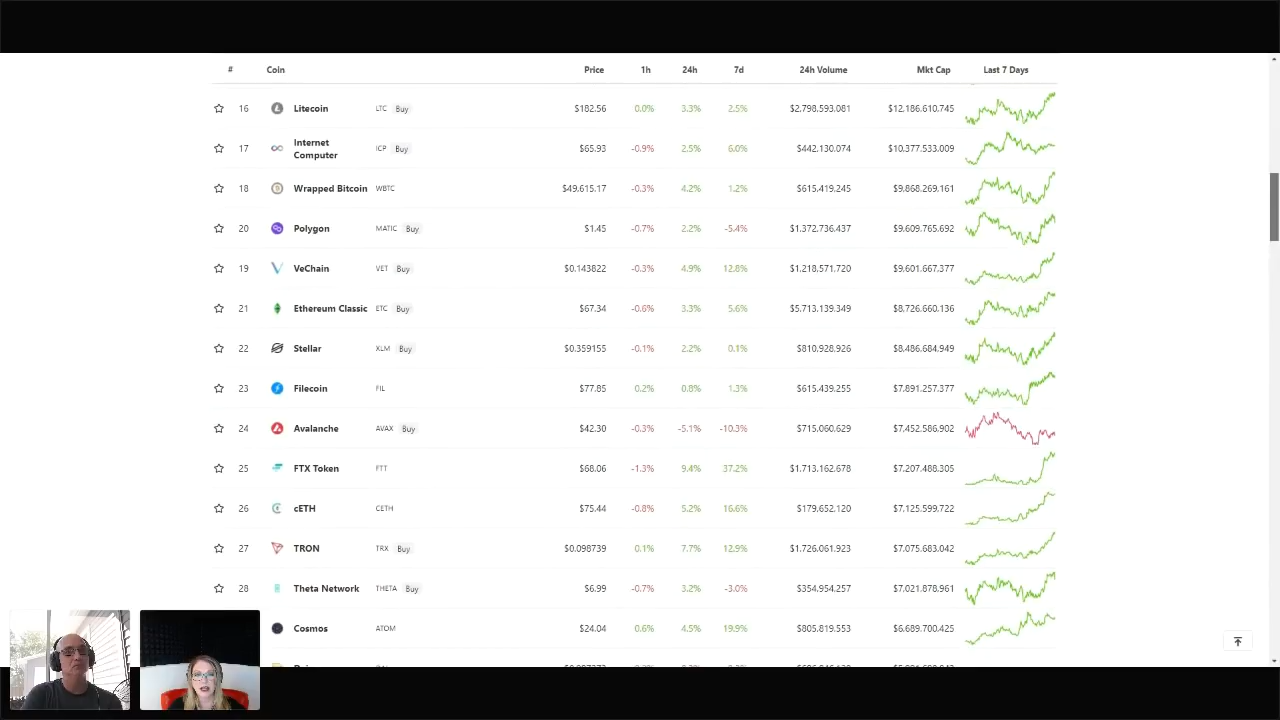 # Coin Price 1h 24h 7d 24h Volume Mkt Cap Last 7 Days
16 Litecoin LTC Buy $182.56 0.0% 3.3% 2.5% $2.798.593.081 $12.186.610.745
17 Internet Computer ICP Buy $65.93 -0.9% 2.5% 6.0% $442.130.074 $10.377.533.009
18 Wrapped Bitcoin WBTC $49.615.17 -0.3% 4.2% 1.2% $615.419.245 $9.868.269.161
20 Polygon MATIC Buy $1.45 -0.7% 2.2% -5.4% $1.372.736.437 $9.609.765.692
19 VeChain VET Buy $0.143822 -0.3% 4.9% 12.8% $1.218.571.720 $9.601.667.377
21 Ethereum Classic ETC Buy $67.34 -0.6% 3.3% 5.6% $5.713.139.349 $8.726.660.136
22 Stellar XLM Buy $0.359155 -0.1% 2.2% 0.1% $810.928.926 $8.486.684.949
23 Filecoin FIL $77.85 0.2% 0.8% 1.3% $615.439.255 $7.891.257.377
24 Avalanche AVAX Buy $42.30 -0.3% -5.1% -10.3% $715.060.629 $7.452.586.902
25 FTX Token FTT $68.06 -1.3% 9.4% 37.2% $1.713.162.678 $7.207.488.305
26 cETH CETH $75.44 -0.8% 5.2% 16.6% $179.652.120 $7.125.599.722
27 TRON TRX Buy $0.098739 0.1% 7.7% 12.9% $1.726.061.923 $7.075.683.042
28 Theta Network THETA Buy $6.99 -0.7% 3.2% -3.0% $354.954.257 $7.021.878.961
Cosmos ATOM $24.04 0.6% 4.5% 19.9% $805.819.553 $6.689.700.425